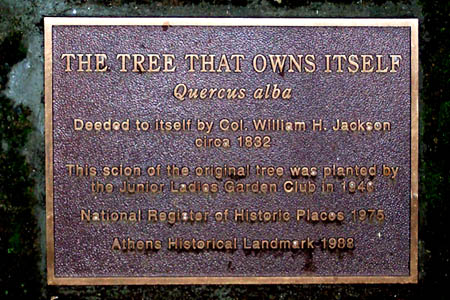 THE TREE THAT OWNS ITSELF
Quercus alba
Deeded to itself by Col. William H. Jackson
circa 1832
This scion of the original tree was planted by
the Junior Ladies Garden Club in 1946
National Register of Historic Places 1975
Athens Historical Landmark 1988